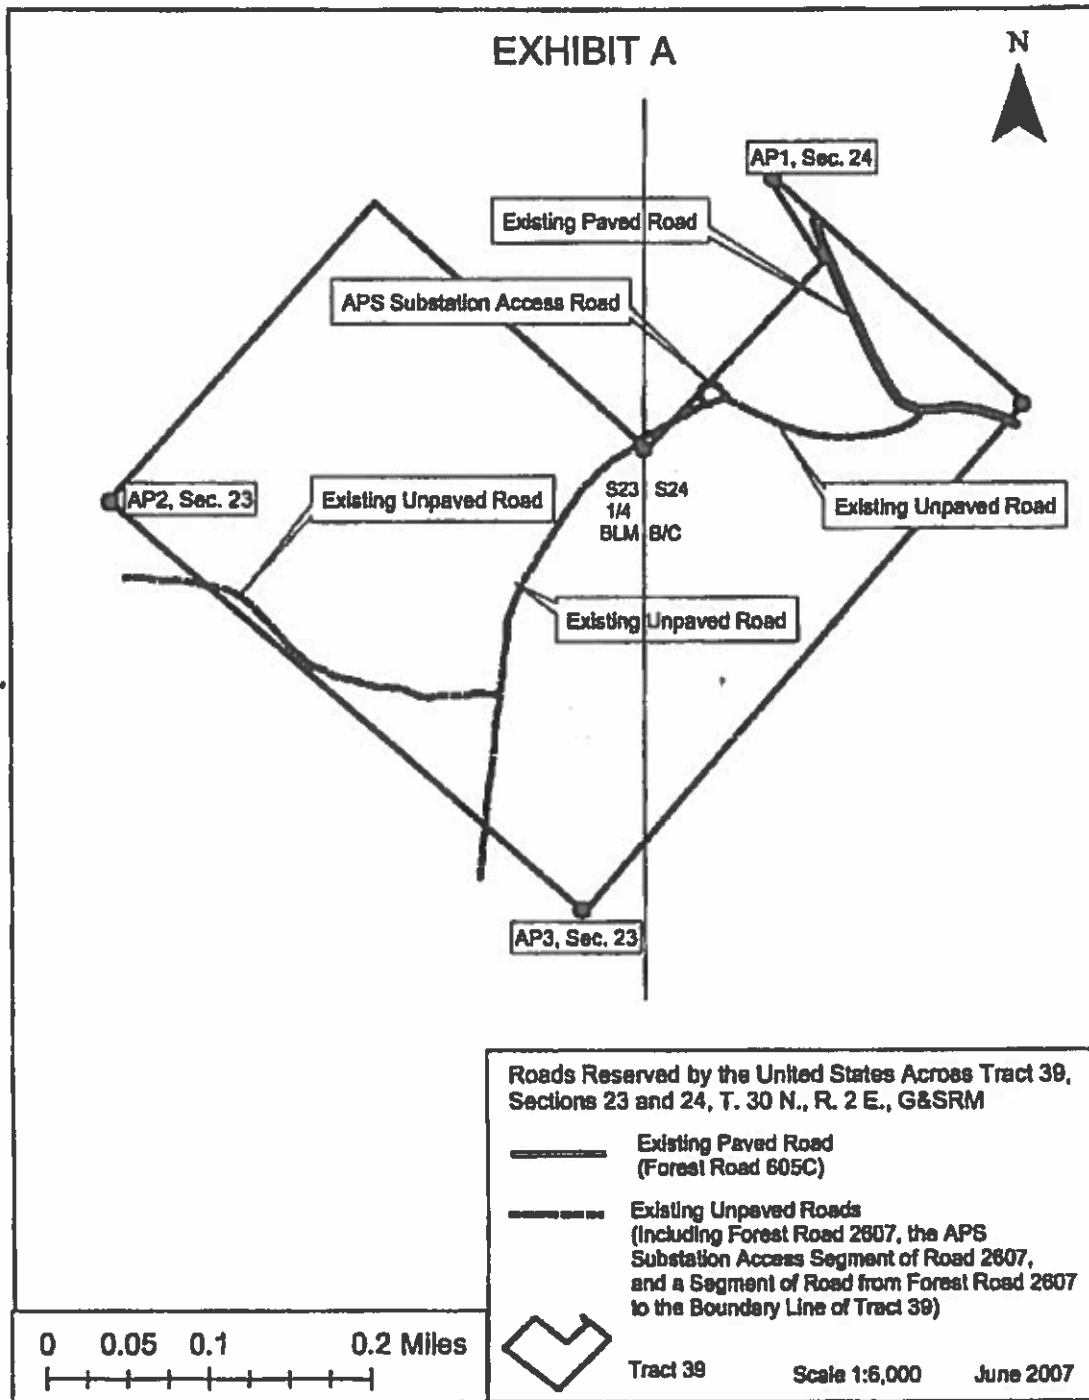 EXHIBIT A
N
AP1, Sec. 24
Existing Paved Road
APS Substation Access Road
S23 S24
1/4
BLM B/C
AP2, Sec. 23
Existing Unpaved Road
Existing Unpaved Road
Existing Unpaved Road
AP3, Sec. 23
Roads Reserved by the United States Across Tract 39,
Sections 23 and 24, T. 30 N., R. 2 E., G&SRM
Existing Paved Road
(Forest Road 605C)
Existing Unpaved Roads
(Including Forest Road 2607, the APS
Substation Access Segment of Road 2607,
and a Segment of Road from Forest Road 2607
to the Boundary Line of Tract 39)
Tract 39 Scale 1:6,000 June 2007
0 0.05 0.1 0.2 Miles